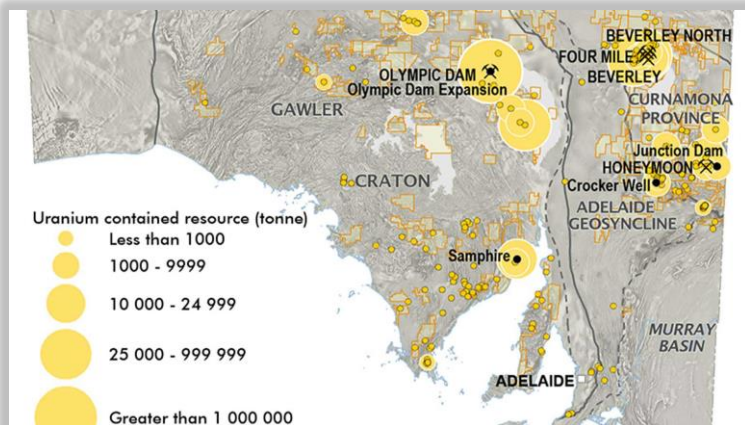 BEVERLEY NORTH
FOUR MILE
BEVERLEY
OLYMPIC DAM
Olympic Dam Expansion
GAWLER
CURNAMONA
PROVINCE
Junction Dam
HONEYMOON
Crocker Well
CRATON
ADELAIDE
GEOSYNCLINE
Samphire
MURRAY
BASIN
ADELAIDE
Uranium contained resource (tonne)
Less than 1000
1000 - 9999
10 000 - 24 999
25 000 - 999 999
Greater than 1 000 000